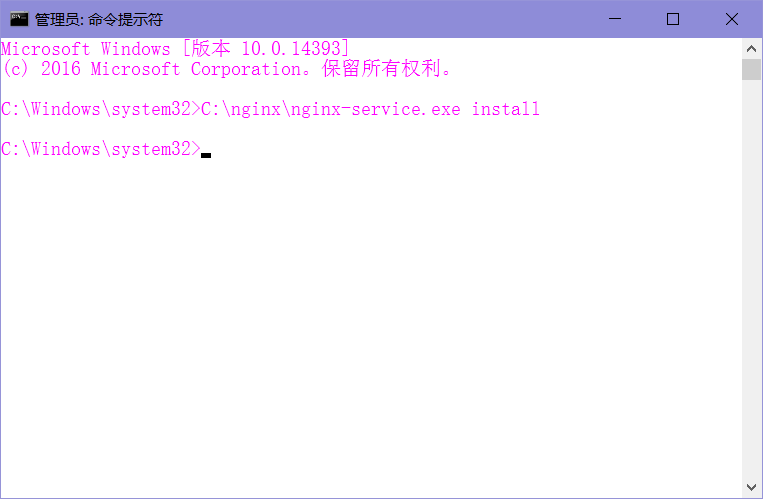 管理员: 命令提示符
Microsoft Windows [版本 10.0.14393]
(c) 2016 Microsoft Corporation。保留所有权利。
C:\Windows\system32>C:\nginx\nginx-service.exe install
C:\Windows\system32>